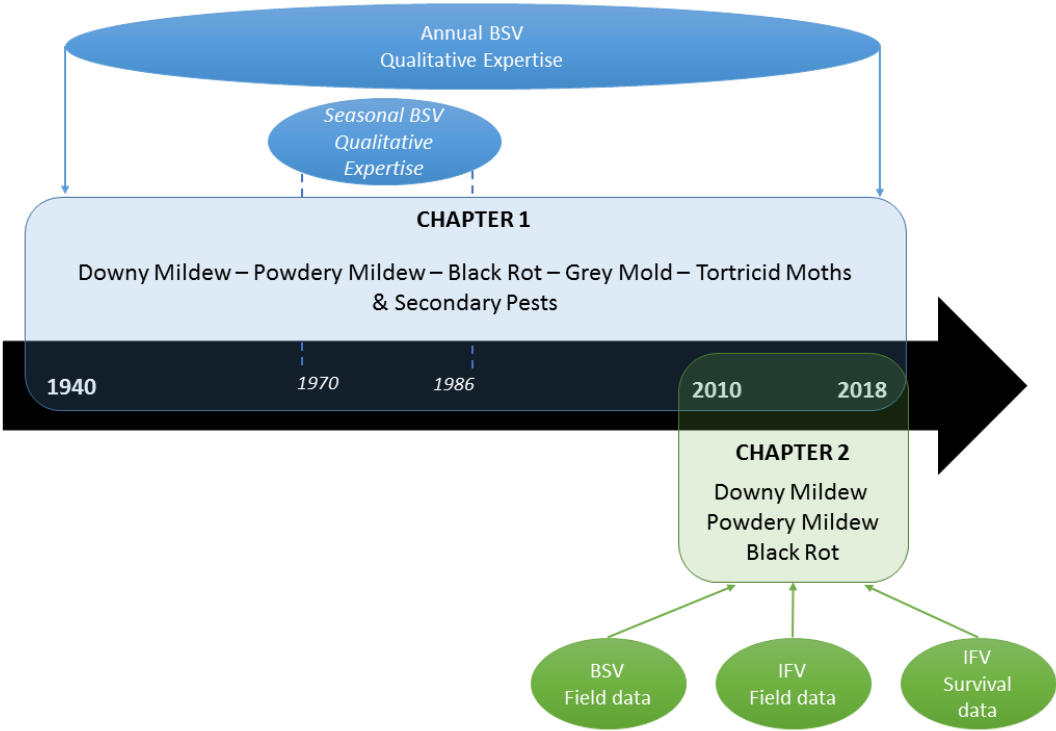 Annual BSV
Qualitative Expertise
Seasonal BSV
Qualitative
Expertise
CHAPTER 1
Downy Mildew – Powdery Mildew – Black Rot – Grey Mold – Tortricid Moths
& Secondary Pests
1940
1970
1986
2010
2018
CHAPTER 2
Downy Mildew
Powdery Mildew
Black Rot
BSV
Field data
IFV
Field data
IFV
Survival
data